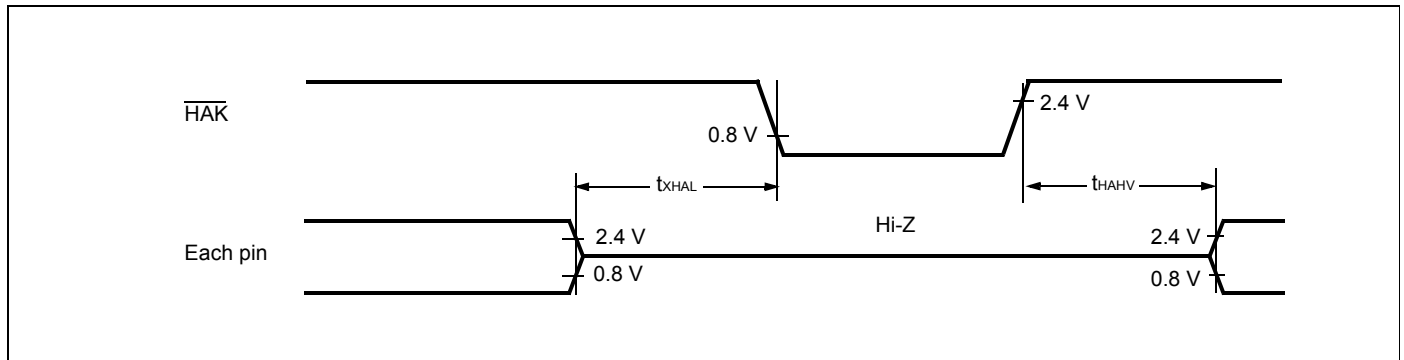 HAK
2.4 V
0.8 V
tXHAL
tHAHV
Hi-Z
Each pin
2.4 V
2.4 V
0.8 V
0.8 V